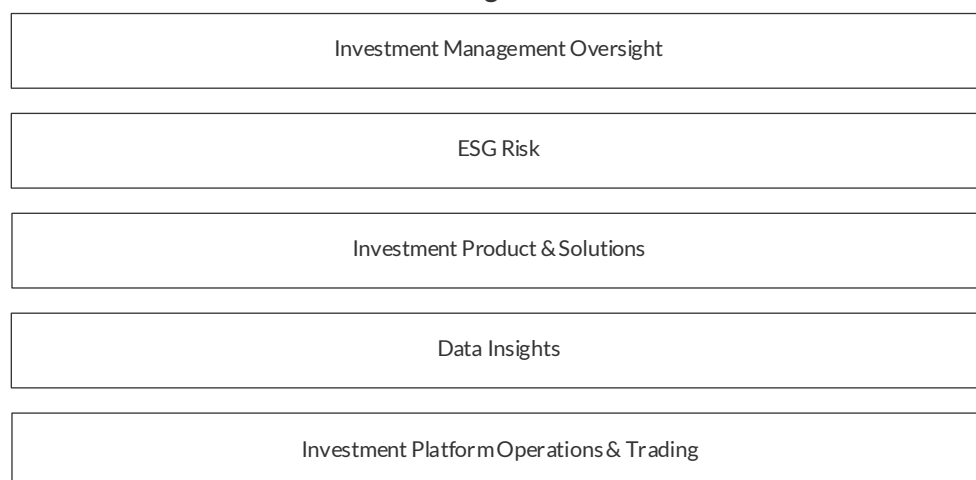 Investment Management Oversight
ESG Risk
Investment Product & Solutions
Data Insights
Investment Platform Operations & Trading